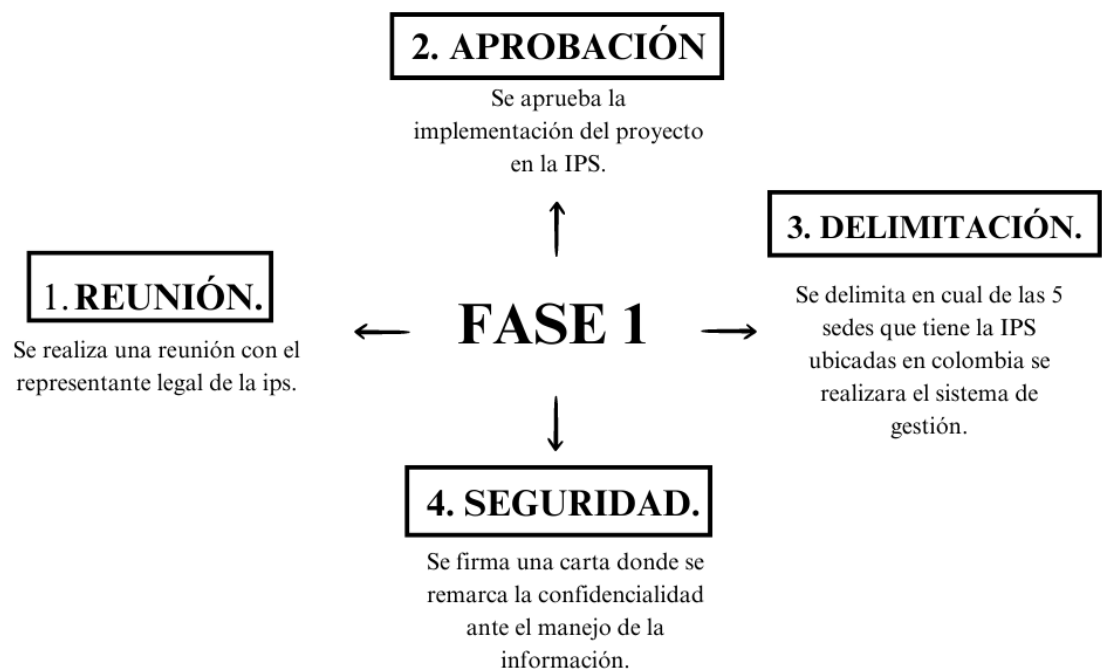 2. APROBACIÓN
Se aprueba la
implementación del proyecto
en la IPS.
1. REUNIÓN.
Se realiza una reunión con el
representante legal de la ips.
FASE 1
3. DELIMITACIÓN.
Se delimita en cual de las 5
sedes que tiene la IPS
ubicadas en colombia se
realizara el sistema de
gestión.
4. SEGURIDAD.
Se firma una carta donde se
remarca la confidencialidad
ante el manejo de la
información.